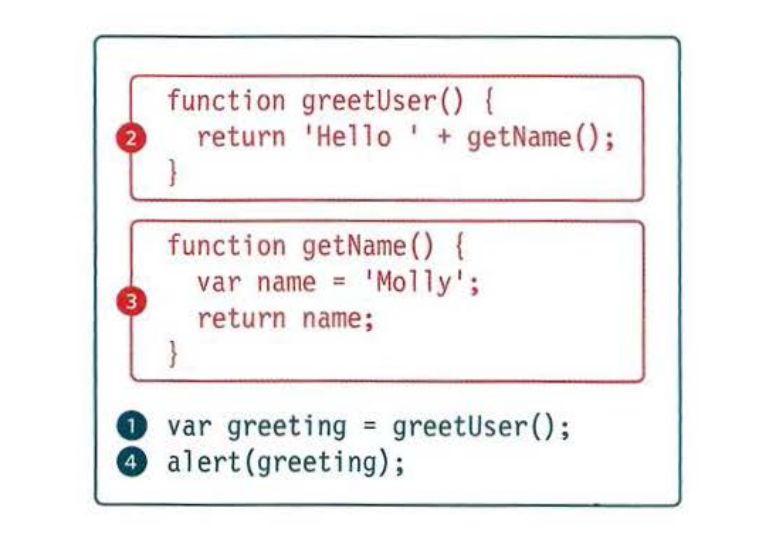 function greetUser() {
2 return 'Hello ' + getName();
}
function getName() {
var name = 'Molly';
3 return name;
}
1 var greeting = greetUser();
4 alert(greeting);